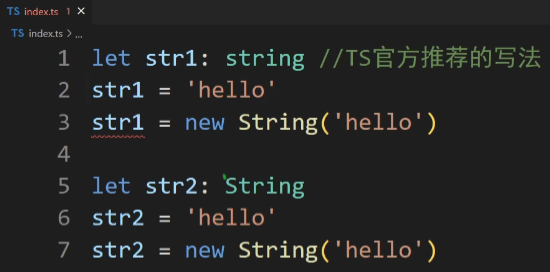 TS index.ts 1 ×
TS index.ts > ...
1 let str1: string //TS官方推荐的写法
2 str1 = 'hello'
3 str1 = new String('hello')
4
5 let str2: String
6 str2 = 'hello'
7 str2 = new String('hello')